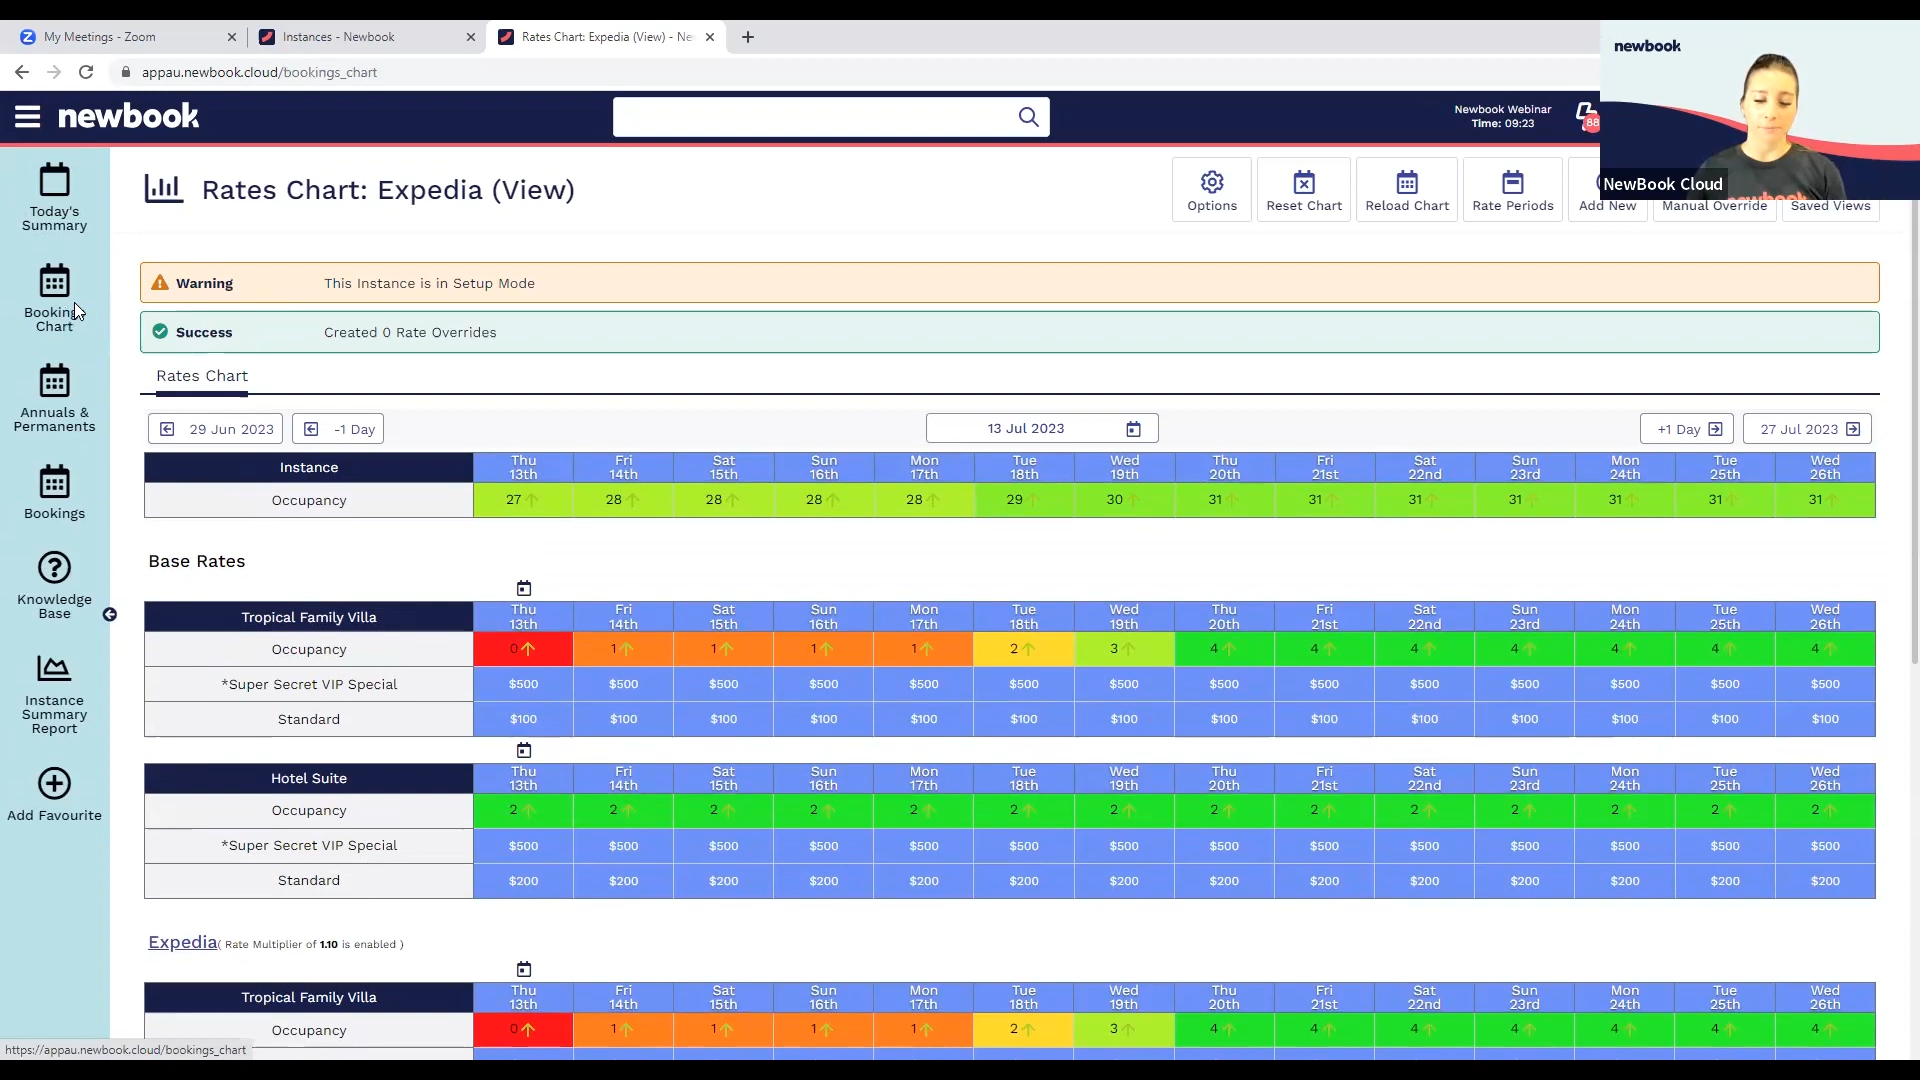 My Meetings - Zoom
Instances - Newbook
Rates Chart: Expedia (View) - Ne
appau.newbook.cloud/bookings_chart
newbook
newbook
Newbook Webinar
Time: 09:23
88
NewBook Cloud
Today's Summary
Booking Chart
Annuals & Permanents
Bookings
Knowledge Base
Instance Summary Report
Add Favourite
Rates Chart: Expedia (View)
Options
Reset Chart
Reload Chart
Rate Periods
Add New
Manual Override
Saved Views
Warning This Instance is in Setup Mode
Success Created 0 Rate Overrides
Rates Chart
29 Jun 2023 -1 Day 13 Jul 2023 +1 Day 27 Jul 2023
Instance Thu 13th Fri 14th Sat 15th Sun 16th Mon 17th Tue 18th Wed 19th Thu 20th Fri 21st Sat 22nd Sun 23rd Mon 24th Tue 25th Wed 26th
Occupancy 27 28 28 28 28 29 30 31 31 31 31 31 31 31
Base Rates
Tropical Family Villa Thu 13th Fri 14th Sat 15th Sun 16th Mon 17th Tue 18th Wed 19th Thu 20th Fri 21st Sat 22nd Sun 23rd Mon 24th Tue 25th Wed 26th
Occupancy 0 1 1 1 1 2 3 4 4 4 4 4 4 4
*Super Secret VIP Special $500 $500 $500 $500 $500 $500 $500 $500 $500 $500 $500 $500 $500 $500
Standard $100 $100 $100 $100 $100 $100 $100 $100 $100 $100 $100 $100 $100 $100
Hotel Suite Thu 13th Fri 14th Sat 15th Sun 16th Mon 17th Tue 18th Wed 19th Thu 20th Fri 21st Sat 22nd Sun 23rd Mon 24th Tue 25th Wed 26th
Occupancy 2 2 2 2 2 2 2 2 2 2 2 2 2 2
*Super Secret VIP Special $500 $500 $500 $500 $500 $500 $500 $500 $500 $500 $500 $500 $500 $500
Standard $200 $200 $200 $200 $200 $200 $200 $200 $200 $200 $200 $200 $200 $200
Expedia( Rate Multiplier of 1.10 is enabled )
Tropical Family Villa Thu 13th Fri 14th Sat 15th Sun 16th Mon 17th Tue 18th Wed 19th Thu 20th Fri 21st Sat 22nd Sun 23rd Mon 24th Tue 25th Wed 26th
Occupancy 0 1 1 1 1 2 3 4 4 4 4 4 4 4
https://appau.newbook.cloud/bookings_chart